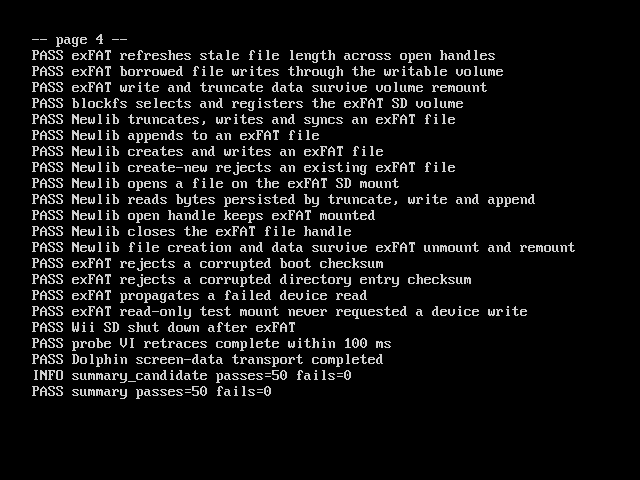 -- page 4 --
PASS exFAT refreshes stale file length across open handles
PASS exFAT borrowed file writes through the writable volume
PASS exFAT write and truncate data survive volume remount
PASS blockfs selects and registers the exFAT SD volume
PASS Newlib truncates, writes and syncs an exFAT file
PASS Newlib appends to an exFAT file
PASS Newlib creates and writes an exFAT file
PASS Newlib create-new rejects an existing exFAT file
PASS Newlib opens a file on the exFAT SD mount
PASS Newlib reads bytes persisted by truncate, write and append
PASS Newlib open handle keeps exFAT mounted
PASS Newlib closes the exFAT file handle
PASS Newlib file creation and data survive exFAT unmount and remount
PASS exFAT rejects a corrupted boot checksum
PASS exFAT rejects a corrupted directory entry checksum
PASS exFAT propagates a failed device read
PASS exFAT read-only test mount never requested a device write
PASS Wii SD shut down after exFAT
PASS probe VI retraces complete within 100 ms
PASS Dolphin screen-data transport completed
INFO summary_candidate passes=50 fails=0
PASS summary passes=50 fails=0